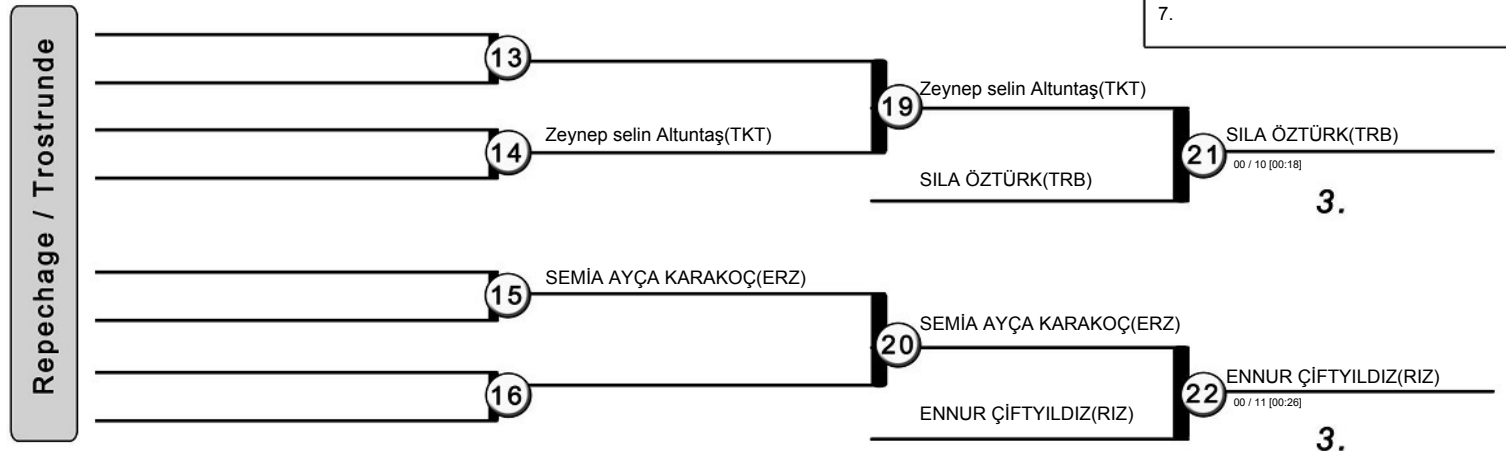 Repechage / Trostrunde
7.
13
Zeynep selin Altuntaş(TKT)
19
Zeynep selin Altuntaş(TKT)
14
SILA ÖZTÜRK(TRB)
21
SILA ÖZTÜRK(TRB)
00 / 10 [00:18]
3.
SEMİA AYÇA KARAKOÇ(ERZ)
15
SEMİA AYÇA KARAKOÇ(ERZ)
20
16
ENNUR ÇİFTYILDIZ(RIZ)
22
ENNUR ÇİFTYILDIZ(RIZ)
00 / 11 [00:26]
3.